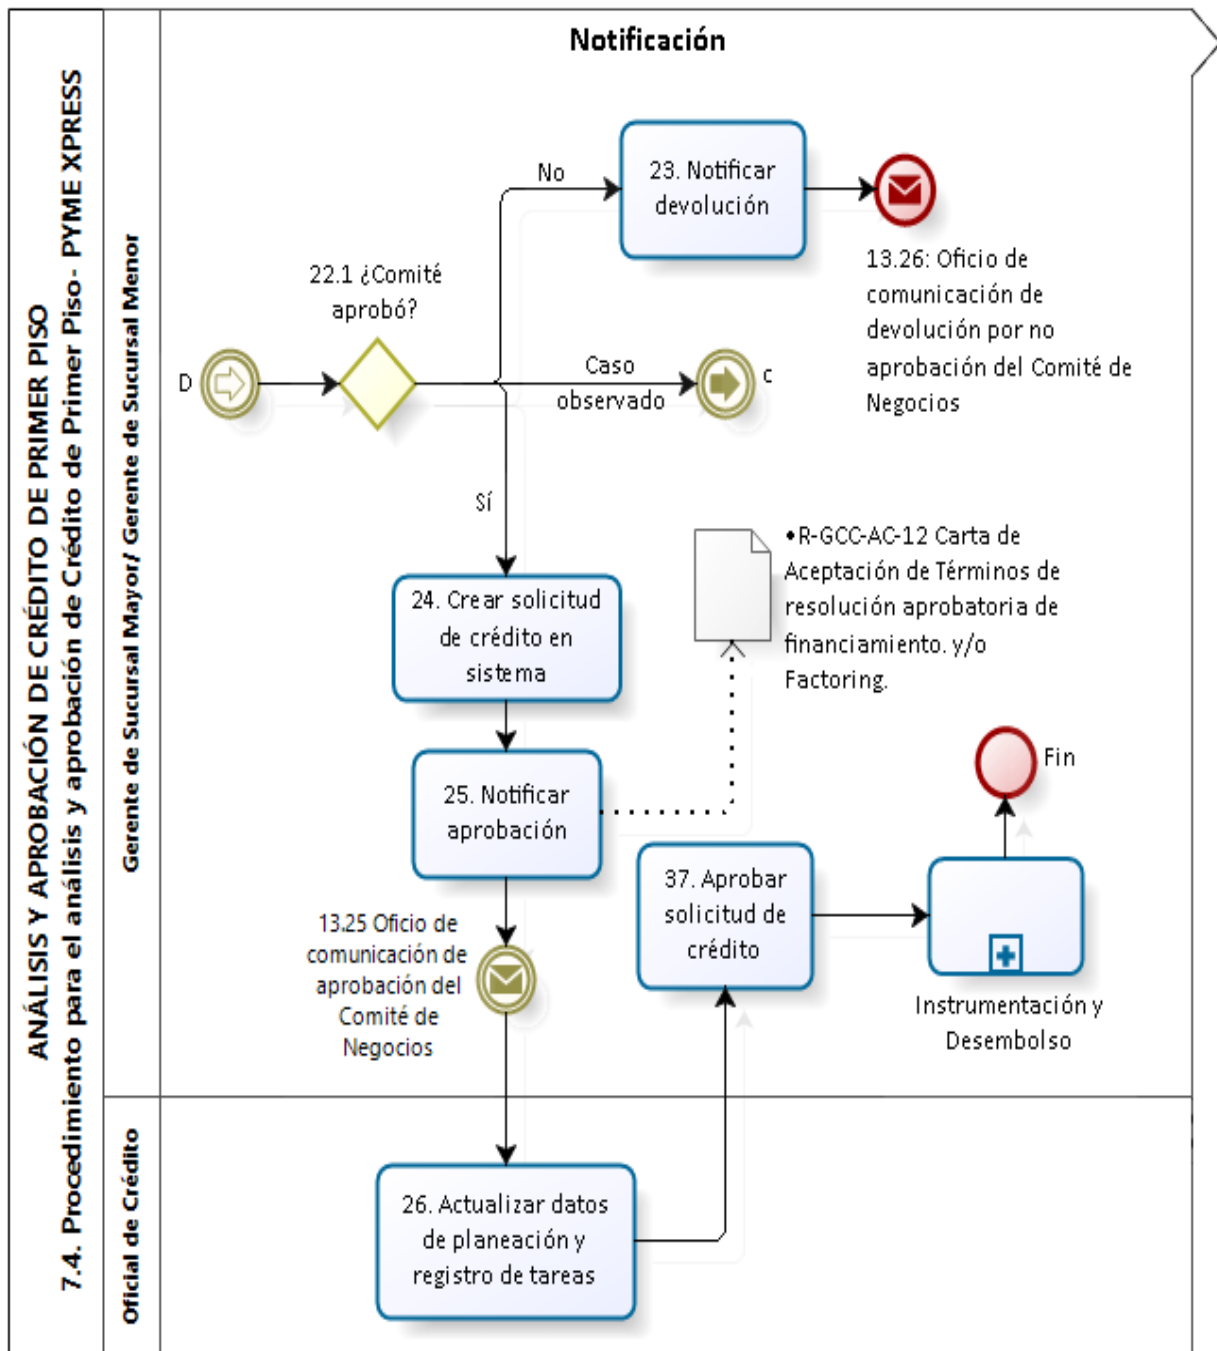 ANÁLISIS Y APROBACIÓN DE CRÉDITO DE PRIMER PISO
7.4. Procedimiento para el análisis y aprobación de Crédito de Primer Piso- PYME XPRESS
Gerente de Sucursal Mayor/ Gerente de Sucursal Menor
Oficial de Crédito
Notificación
No
23. Notificar
devolución
13.26: Oficio de
comunicación de
devolución por no
aprobación del Comité de
Negocios
22.1 ¿Comité
aprobó?
D
Caso
observado
c
Sí
24. Crear solicitud
de crédito en
sistema
•R-GCC-AC-12 Carta de
Aceptación de Términos de
resolución aprobatoria de
financiamiento. y/o
Factoring.
25. Notificar
aprobación
Fin
37. Aprobar
solicitud de
crédito
13.25 Oficio de
comunicación de
aprobación del
Comité de
Negocios
Instrumentación y
Desembolso
26. Actualizar datos
de planeación y
registro de tareas